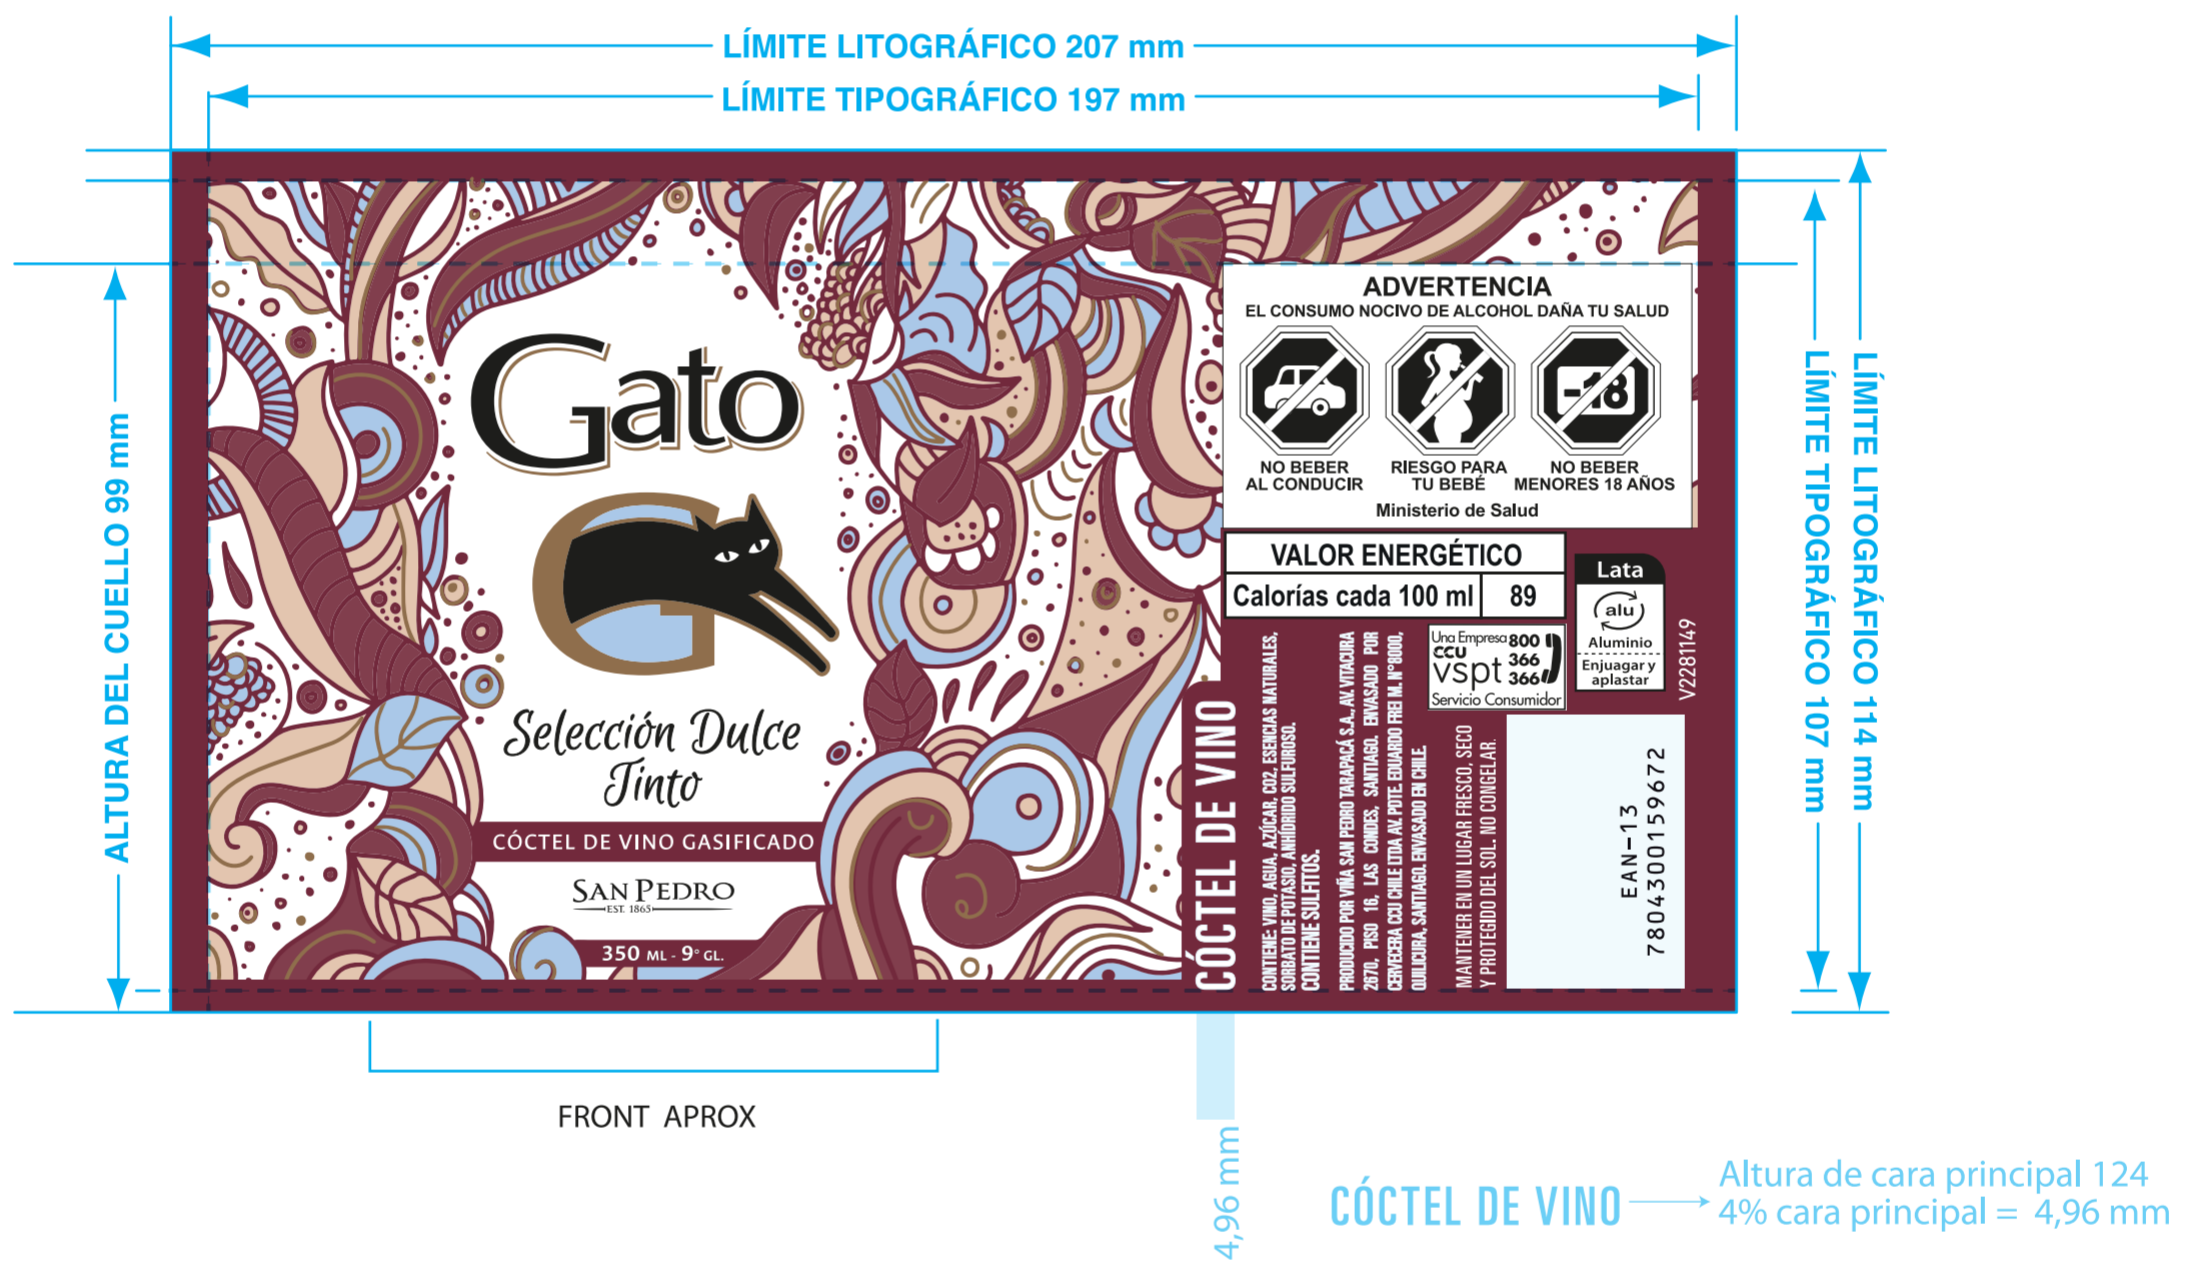 LÍMITE LITOGRÁFICO 207 mm
LÍMITE TIPOGRÁFICO 197 mm
ALTURA DEL CUELLO 99 mm
Gato
G
Selección Dulce
Tinto
CÓCTEL DE VINO GASIFICADO
SAN PEDRO
EST. 1865
350 ML - 9° GL.
CÓCTEL DE VINO
ADVERTENCIA
EL CONSUMO NOCIVO DE ALCOHOL DAÑA TU SALUD
-18
NO BEBER
AL CONDUCIR
RIESGO PARA
TU BEBÉ
NO BEBER
MENORES 18 AÑOS
Ministerio de Salud
VALOR ENERGÉTICO
Calorías cada 100 ml 89
Lata
alu
Aluminio
Enjuagar y
aplastar
V2281149
Una Empresa
CCU
vspt
800
366
366
Servicio Consumidor
CONTIENE: VINO, AGUA, AZÚCAR, CO2, ESENCIAS NATURALES,
SORBATO DE POTASIO, ANHÍDRIDO SULFUROSO.
CONTIENE SULFITOS.
PRODUCIDO POR VIÑA SAN PEDRO TARAPACÁ S.A., AV. VITACURA
2670, PISO 16, LAS CONDES, SANTIAGO. ENVASADO POR
CERVECERA CCU CHILE LTDA AV. PDTE. EDUARDO FREI M. N°8000,
QUILICURA, SANTIAGO. ENVASADO EN CHILE.
MANTENER EN UN LUGAR FRESCO, SECO
Y PROTEGIDO DEL SOL. NO CONGELAR.
EAN-13
7804300159672
LÍMITE TIPOGRÁFICO 107 mm
LÍMITE LITOGRÁFICO 114 mm
FRONT APROX
4,96 mm
CÓCTEL DE VINO
Altura de cara principal 124
4% cara principal = 4,96 mm